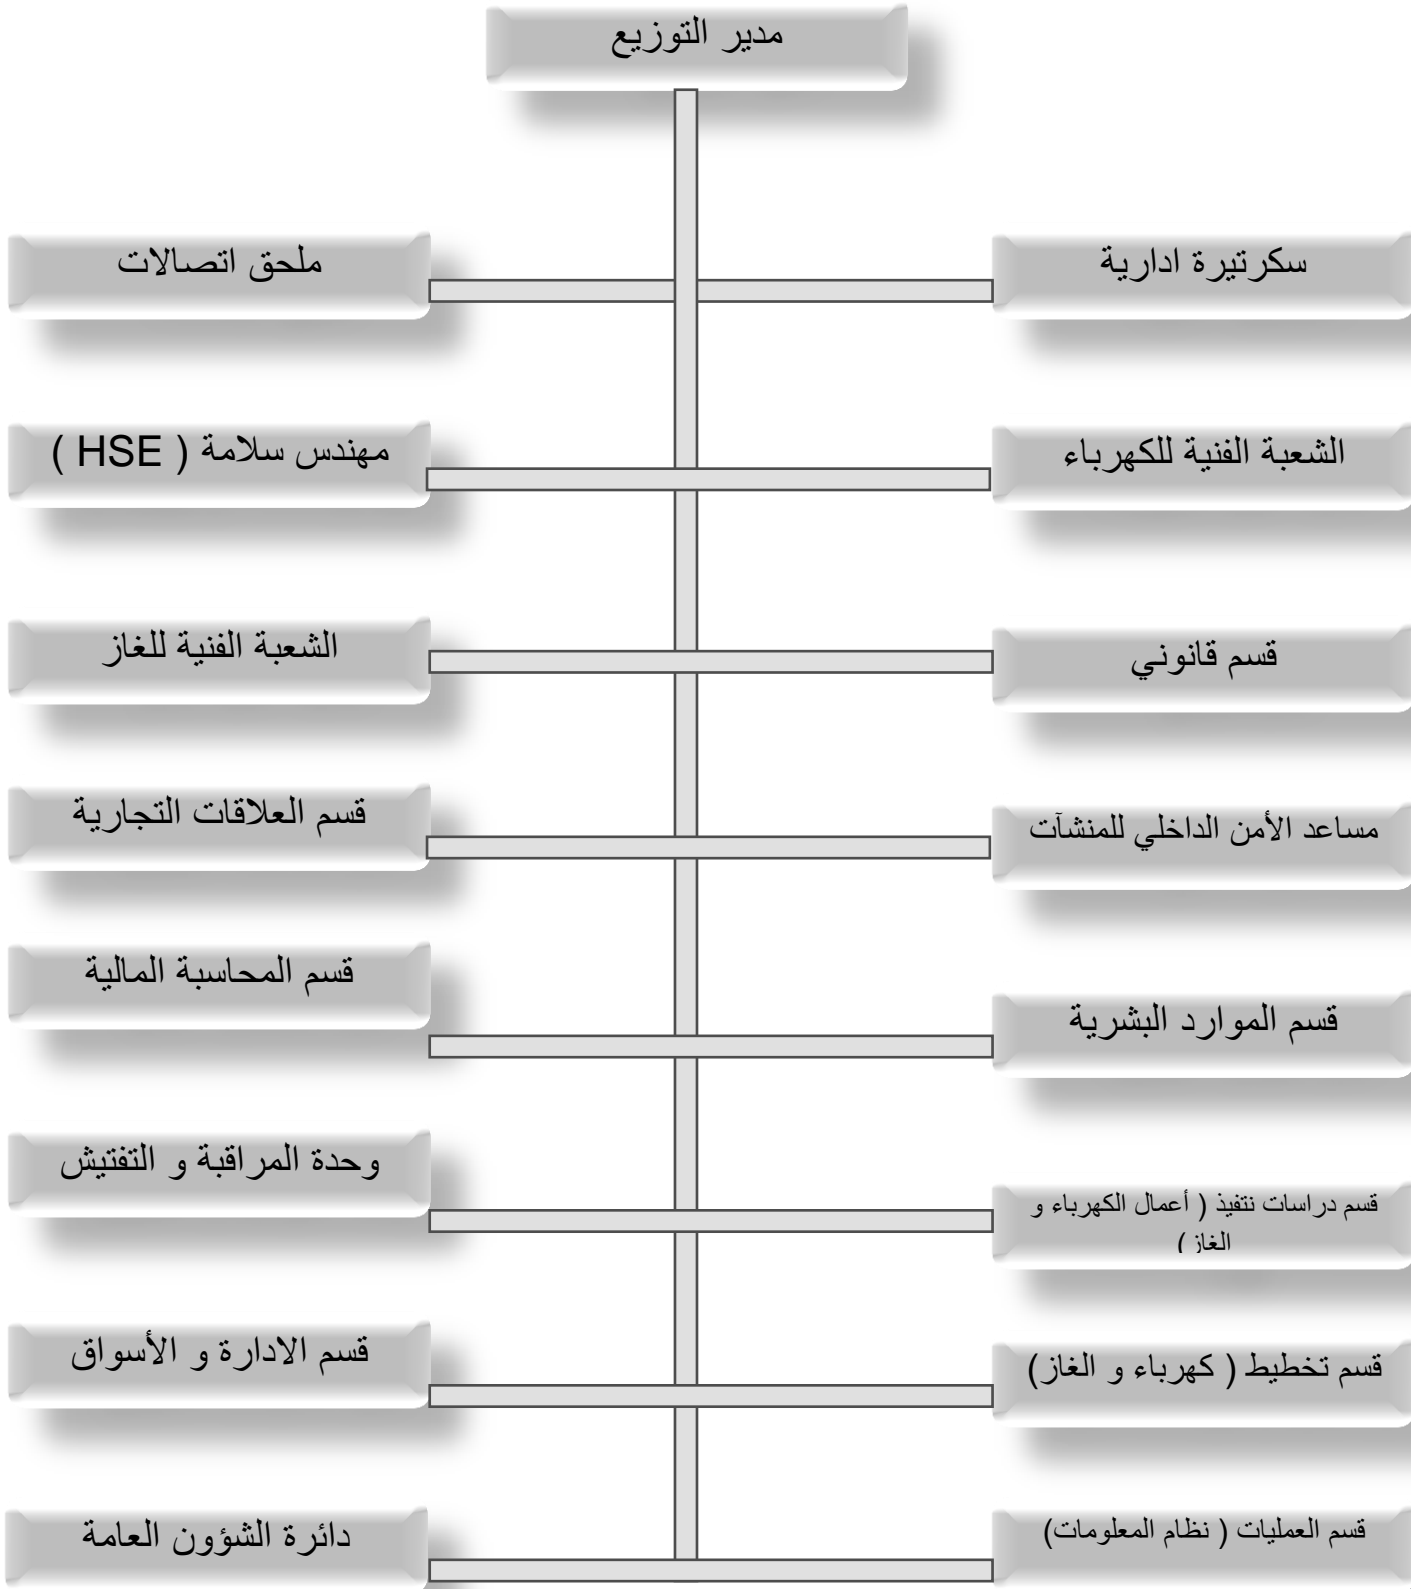 مدير التوزيع
سكرتيرة ادارية
ملحق اتصالات
الشعبة الفنية للكهرباء
مهندس سلامة ( HSE )
قسم قانوني
الشعبة الفنية للغاز
مساعد الأمن الداخلي للمنشآت
قسم العلاقات التجارية
قسم الموارد البشرية
قسم المحاسبة المالية
قسم دراسات نتفيذ ( أعمال الكهرباء و
الغاز )
وحدة المراقبة و التفتيش
قسم تخطيط ( كهرباء و الغاز)
قسم الادارة و الأسواق
قسم العمليات ( نظام المعلومات)
دائرة الشؤون العامة